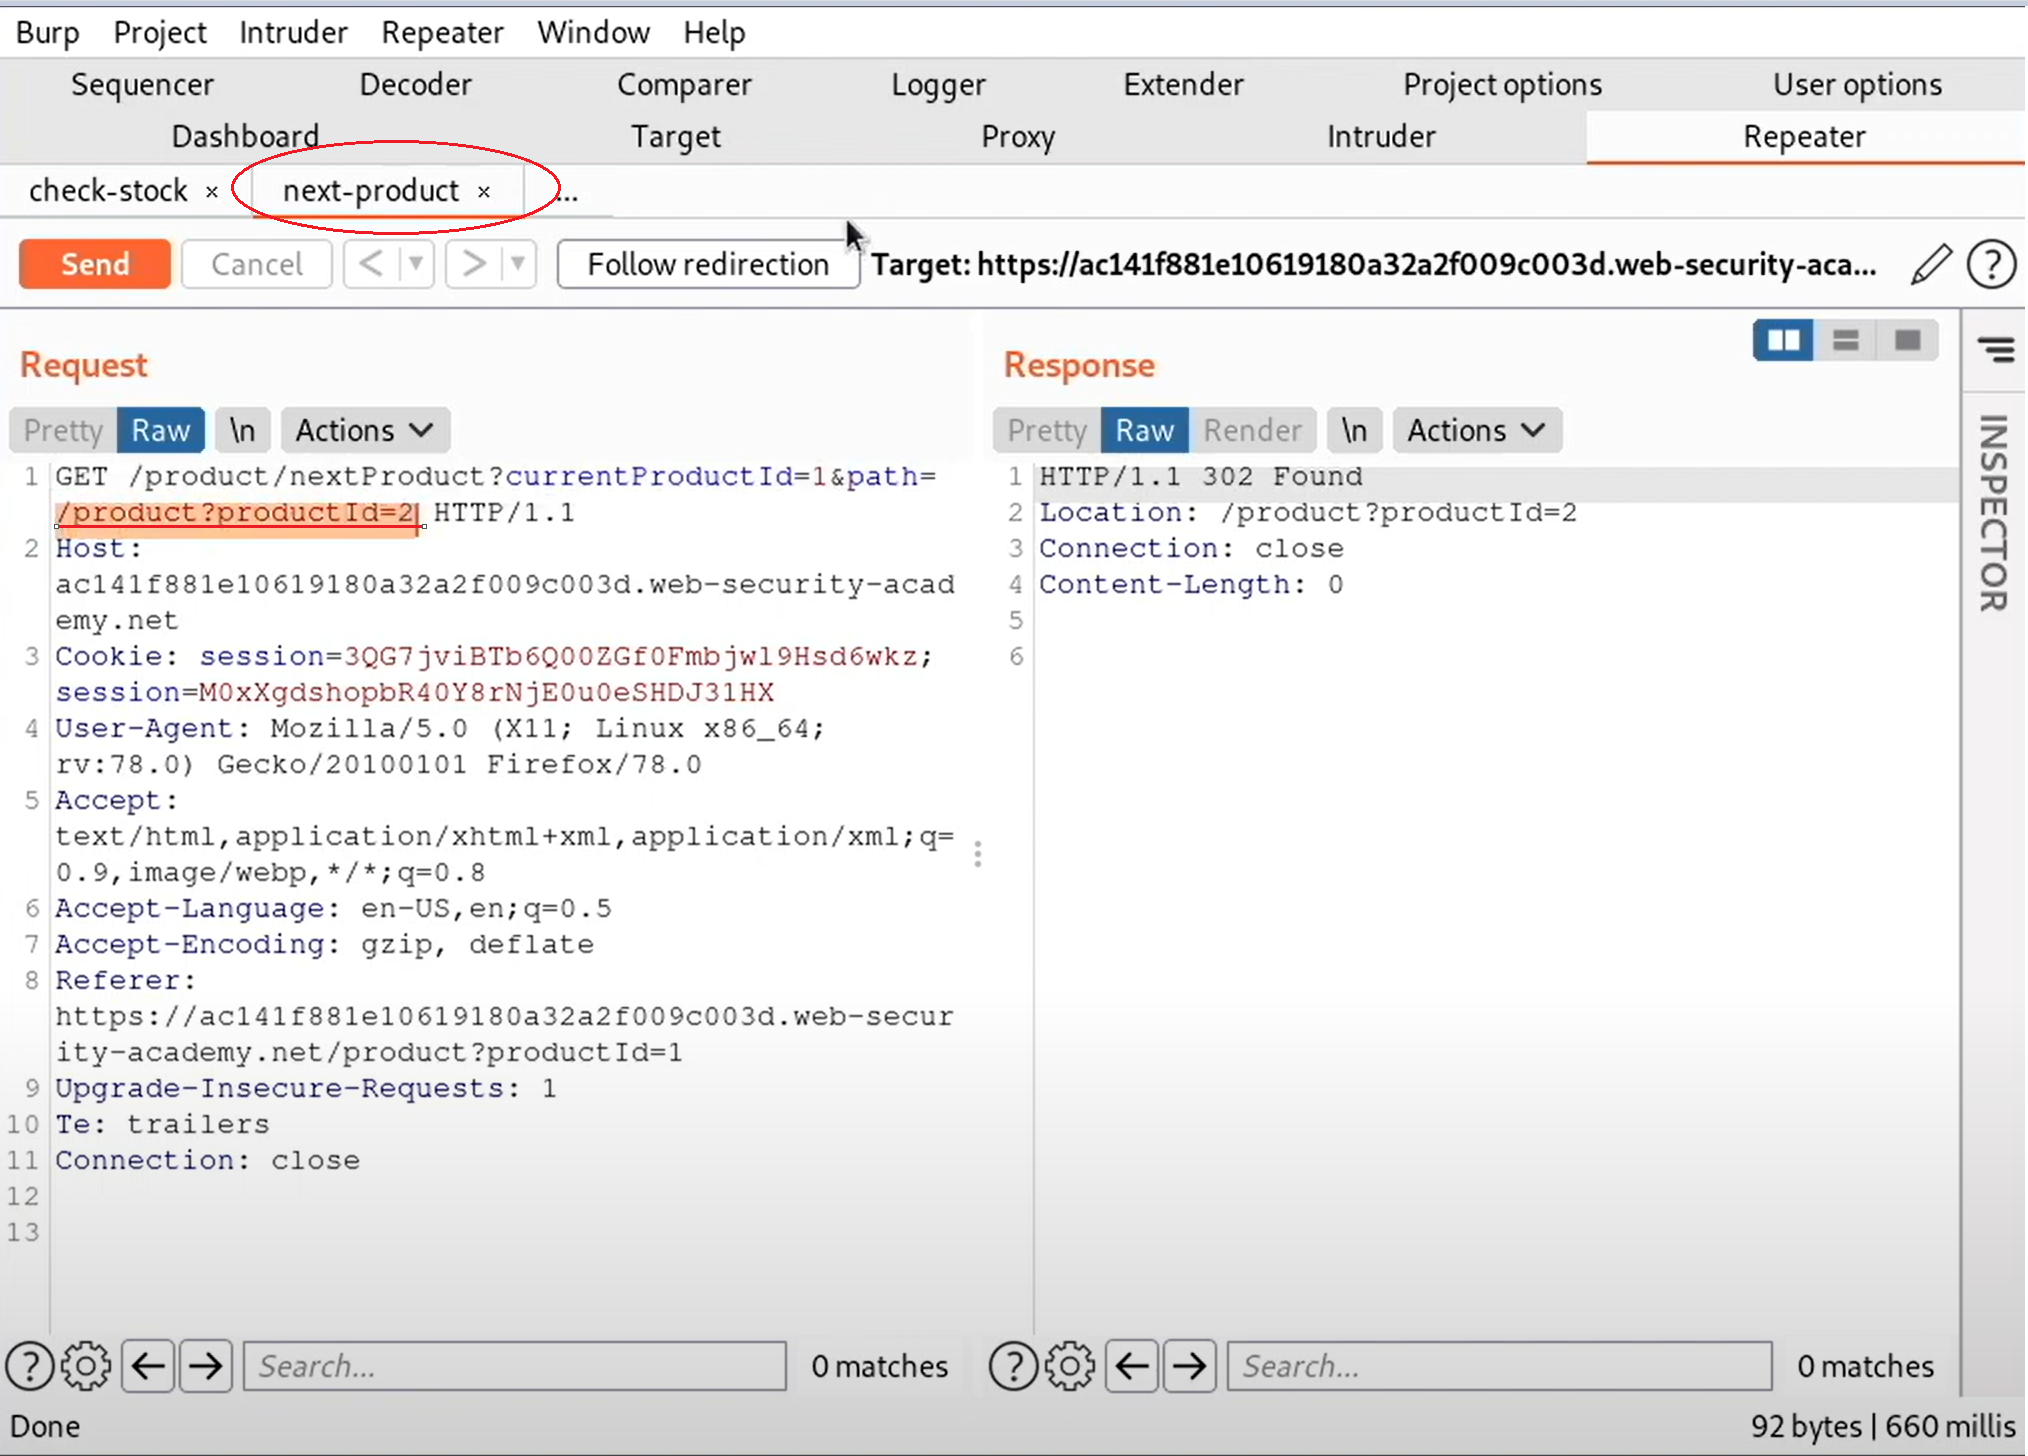 Burp Project Intruder Repeater Window Help
Sequencer Decoder Comparer Logger Extender Project options User options
Dashboard Target Proxy Intruder Repeater
check-stock × next-product × ...
Send Cancel < ▼ > ▼ Follow redirection Target: https://ac141f881e10619180a32a2f009c003d.web-security-aca... ?
Request
Pretty Raw \n Actions
1 GET /product/nextProduct?currentProductId=1&path=
/product?productId=2 HTTP/1.1
2 Host:
ac141f881e10619180a32a2f009c003d.web-security-acad
emy.net
3 Cookie: session=3QG7jviBTb6Q00ZGf0Fmbjwl9Hsd6wkz;
session=M0xXgdshopbR40Y8rNjE0u0eSHDJ31HX
4 User-Agent: Mozilla/5.0 (X11; Linux x86_64;
rv:78.0) Gecko/20100101 Firefox/78.0
5 Accept:
text/html,application/xhtml+xml,application/xml;q=
0.9,image/webp,*/*;q=0.8
6 Accept-Language: en-US,en;q=0.5
7 Accept-Encoding: gzip, deflate
8 Referer:
https://ac141f881e10619180a32a2f009c003d.web-secur
ity-academy.net/product?productId=1
9 Upgrade-Insecure-Requests: 1
10 Te: trailers
11 Connection: close
12
13
? Search... 0 matches
Response
Pretty Raw Render \n Actions
1 HTTP/1.1 302 Found
2 Location: /product?productId=2
3 Connection: close
4 Content-Length: 0
5
6
? Search... 0 matches
INSPECTOR
Done 92 bytes | 660 millis